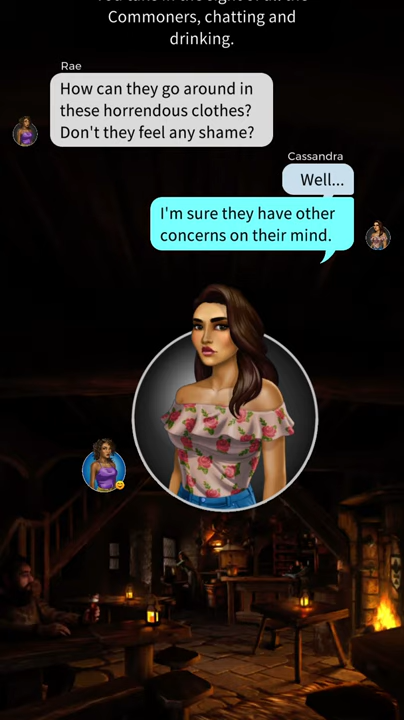 Commoners, chatting and
drinking.
Rae
How can they go around in
these horrendous clothes?
Don't they feel any shame?
Cassandra
Well...
I'm sure they have other
concerns on their mind.